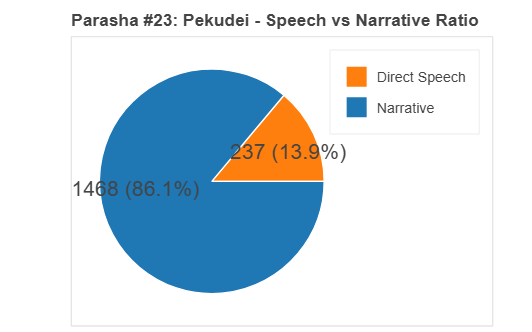 Parasha #23: Pekudei - Speech vs Narrative Ratio
Direct Speech
Narrative
237 (13.9%)
1468 (86.1%)